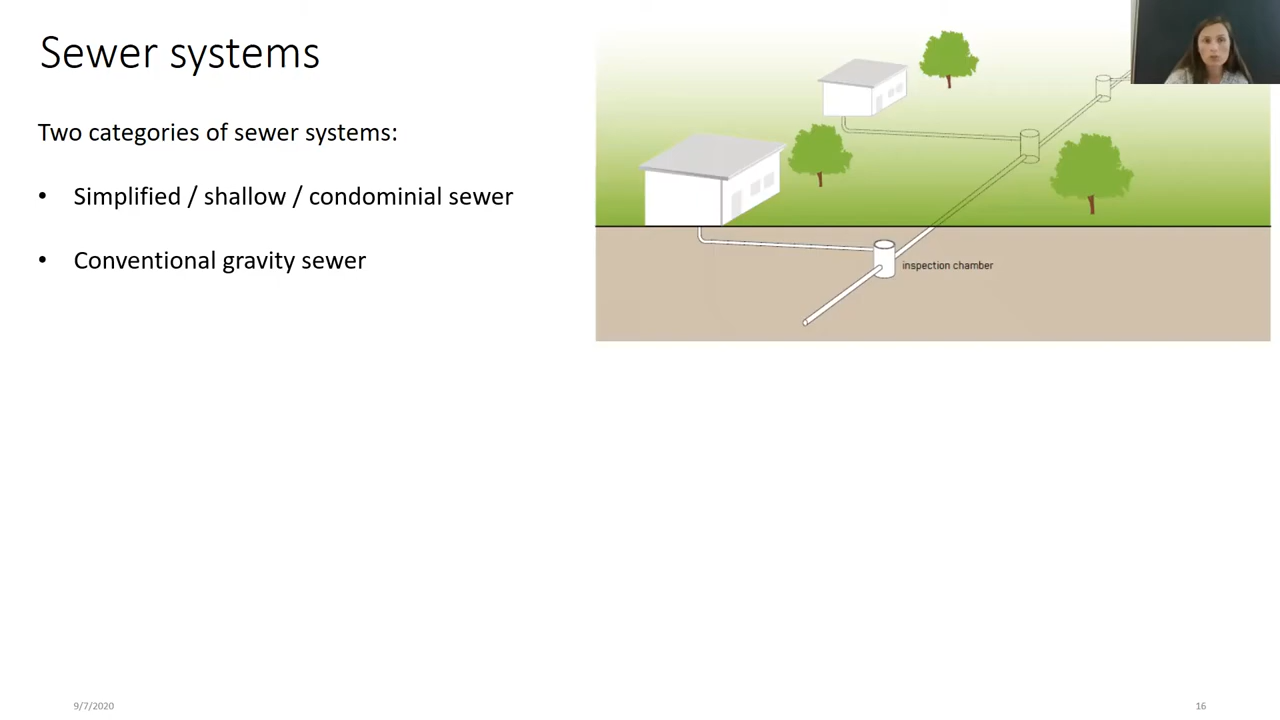 Sewer systems
Two categories of sewer systems:
• Simplified / shallow / condominial sewer
• Conventional gravity sewer
inspection chamber
9/7/2020
16